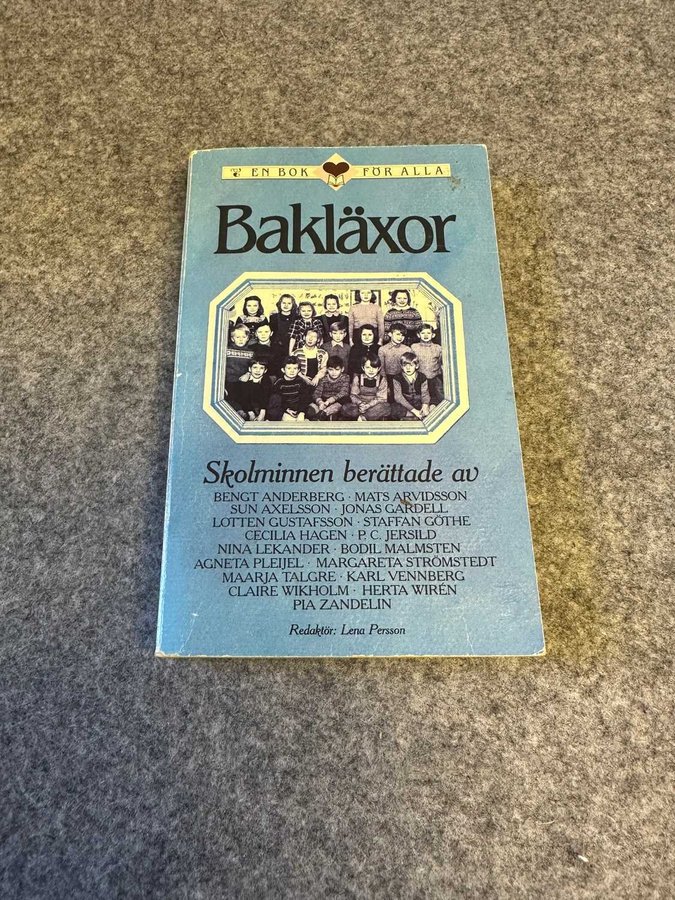 EN BOK FÖR ALLA
Bakläxor
Skolminnen berättade av
BENGT ANDERBERG · MATS ARVIDSSON
SUN AXELSSON · JONAS GARDELL
LOTTEN GUSTAFSSON · STAFFAN GÖTHE
CECILIA HAGEN · P. C. JERSILD
NINA LEKANDER · BODIL MALMSTEN
AGNETA PLEIJEL · MARGARETA STRÖMSTEDT
MAARJA TALGRE · KARL VENNBERG
CLAIRE WIKHOLM · HERTA WIRÉN
PIA ZANDELIN
Redaktör: Lena Persson